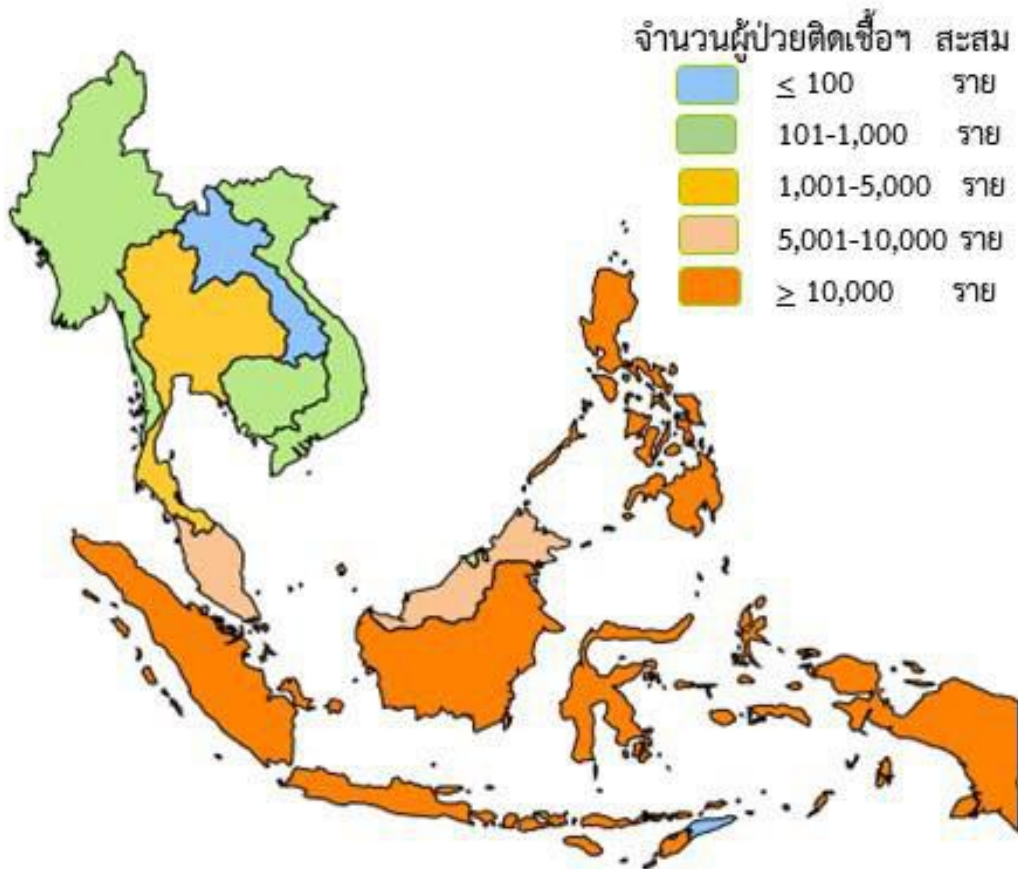 จำนวนผู้ป่วยติดเชื้อฯ สะสม
≤ 100 ราย
101-1,000 ราย
1,001-5,000 ราย
5,001-10,000 ราย
≥ 10,000 ราย